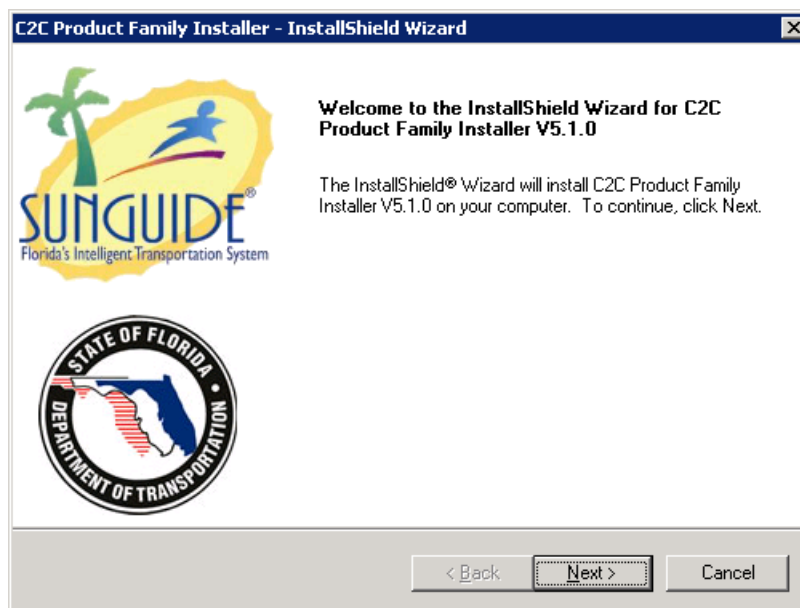 C2C Product Family Installer - InstallShield Wizard
SUNGUIDE®
Florida's Intelligent Transportation System
Welcome to the InstallShield Wizard for C2C
Product Family Installer V5.1.0
The InstallShield® Wizard will install C2C Product Family
Installer V5.1.0 on your computer. To continue, click Next.
STATE OF FLORIDA
DEPARTMENT OF TRANSPORTATION
< Back
Next >
Cancel